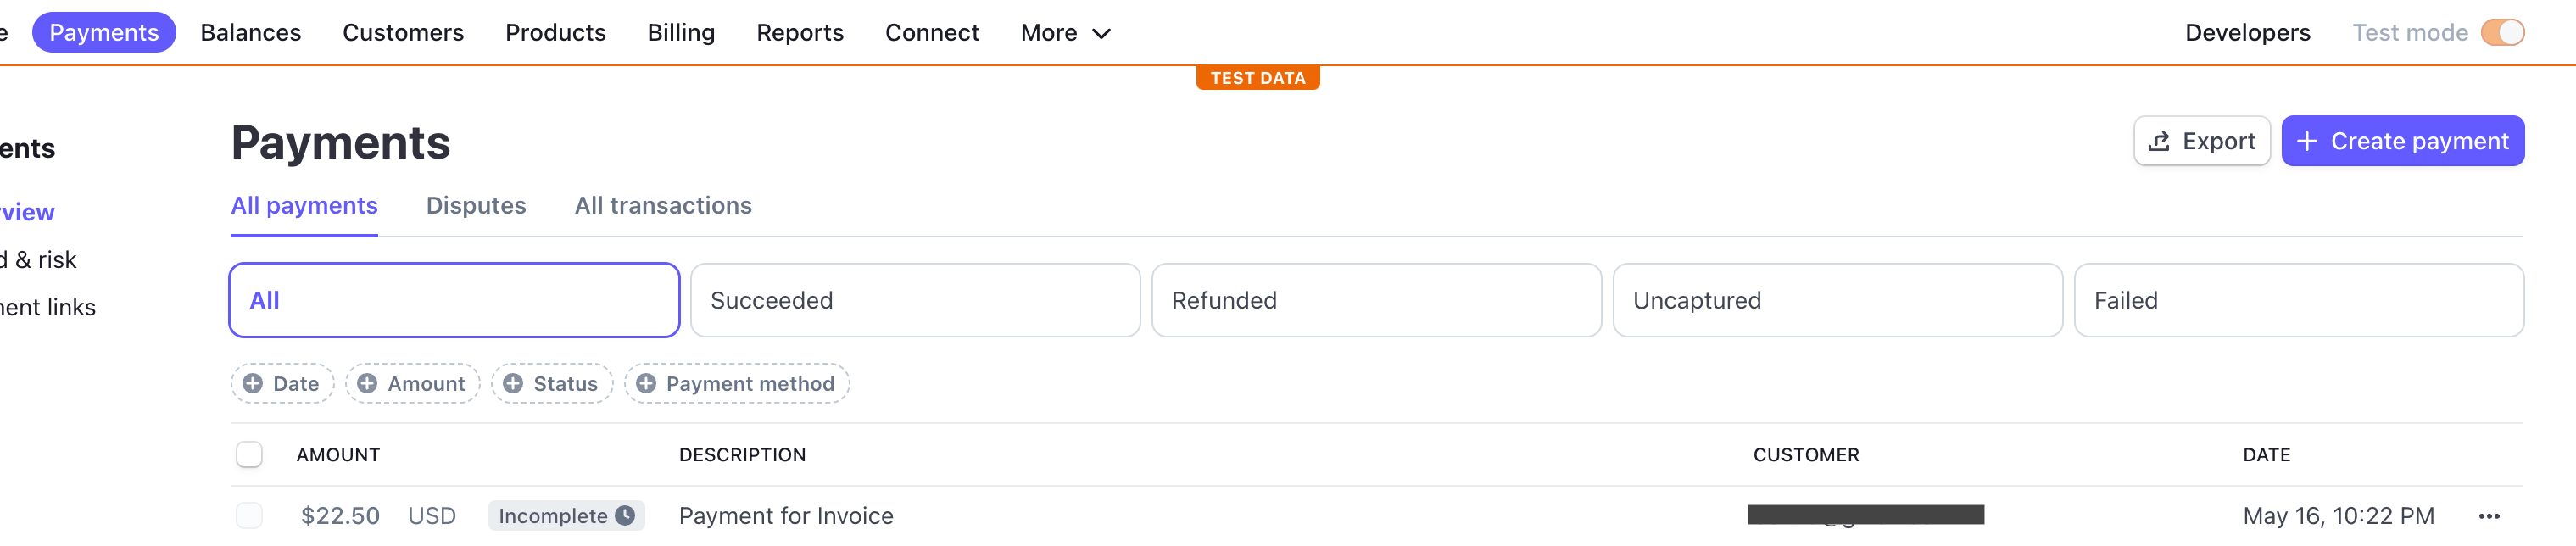 e Payments Balances Customers Products Billing Reports Connect More Developers Test mode
TEST DATA
ents
view
d & risk
ent links
Payments
Export
Create payment
All payments Disputes All transactions
All Succeeded Refunded Uncaptured Failed
Date Amount Status Payment method
AMOUNT DESCRIPTION CUSTOMER DATE
$22.50 USD Incomplete Payment for Invoice May 16, 10:22 PM